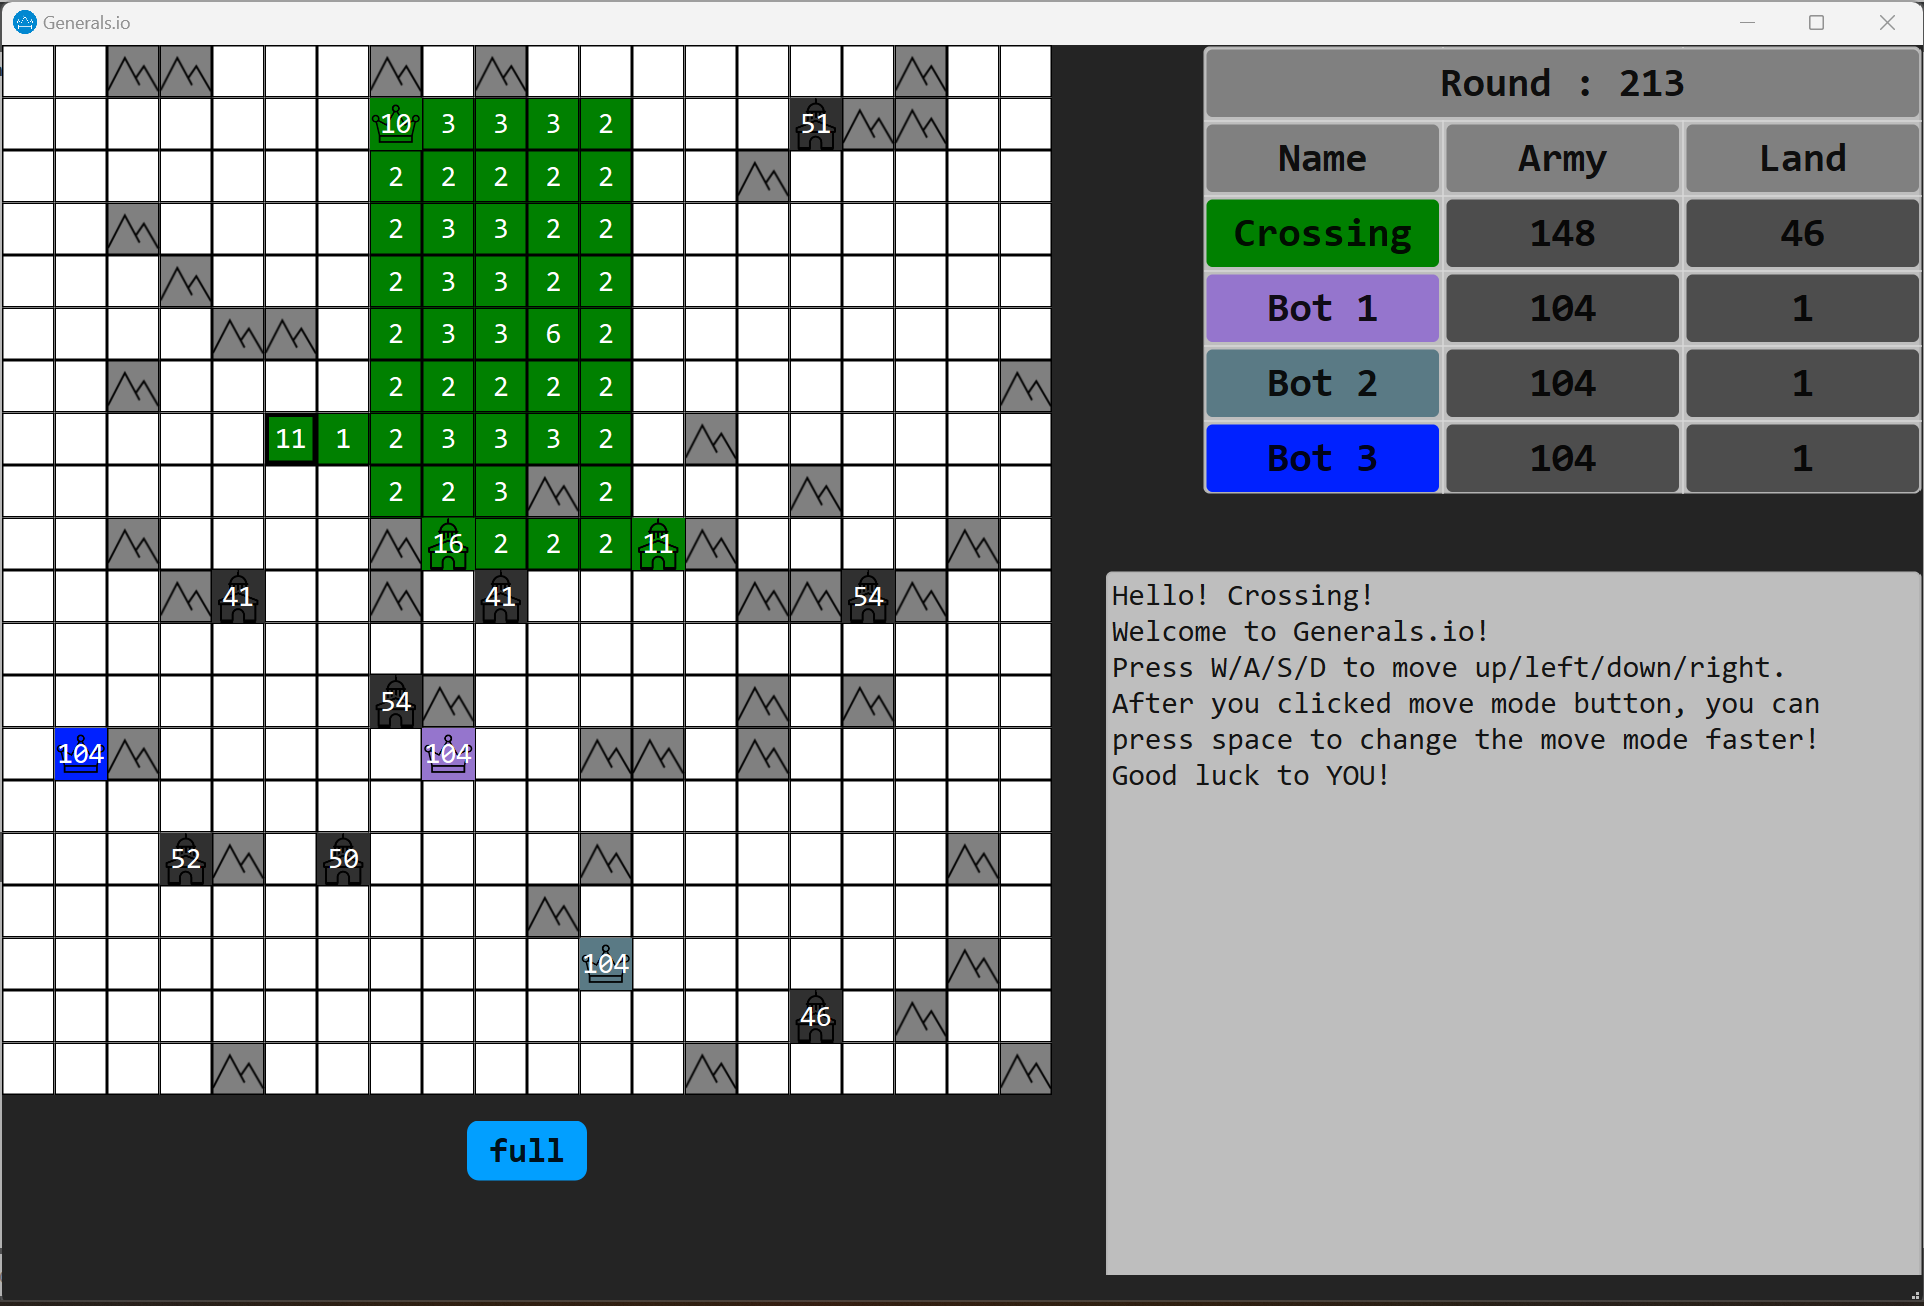 Generals.io
10 3 3 3 2 51
2 2 2 2 2
2 3 3 2 2
2 3 3 2 2
2 3 3 6 2
2 2 2 2 2
11 1 2 3 3 3 2
2 2 3 2
16 2 2 2 11
41 41 54
54
104 104
52 50
104
46
full
Round : 213
Name Army Land
Crossing 148 46
Bot 1 104 1
Bot 2 104 1
Bot 3 104 1
Hello! Crossing!
Welcome to Generals.io!
Press W/A/S/D to move up/left/down/right.
After you clicked move mode button, you can
press space to change the move mode faster!
Good luck to YOU!